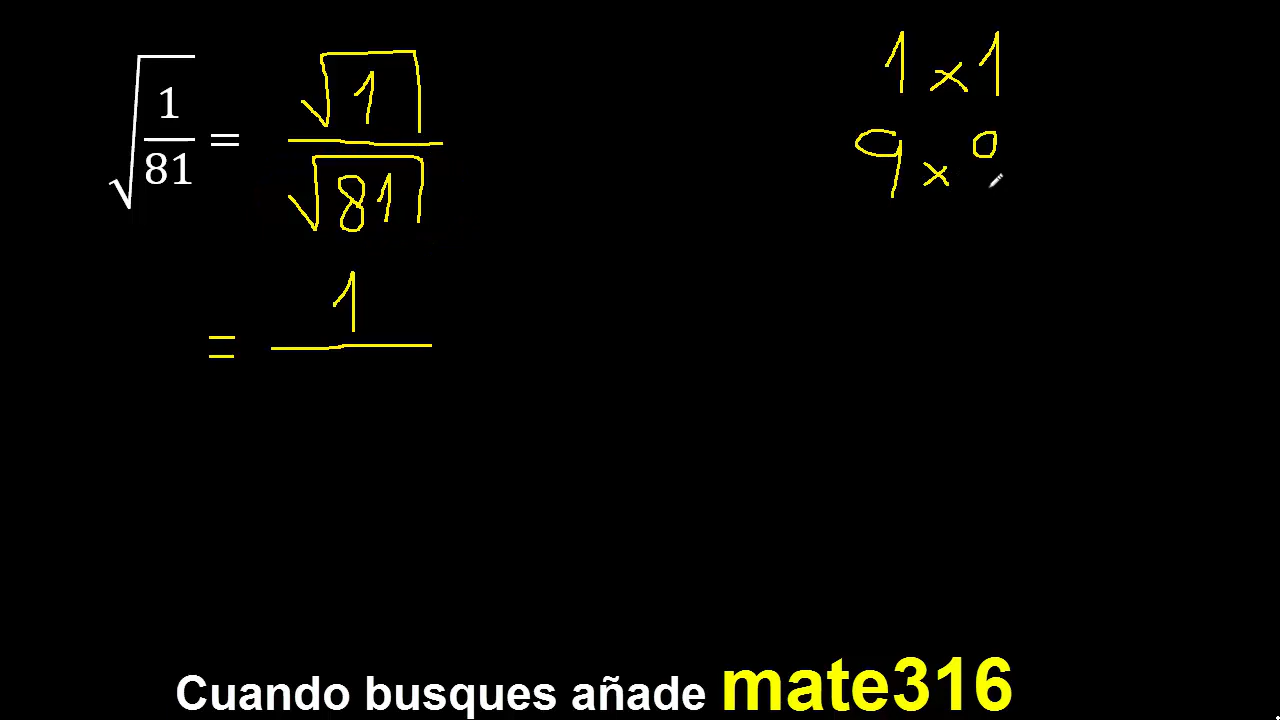 √(1/81) = √1/√81
= 1/
1 x 1
9 x 9
Cuando busques añade mate316